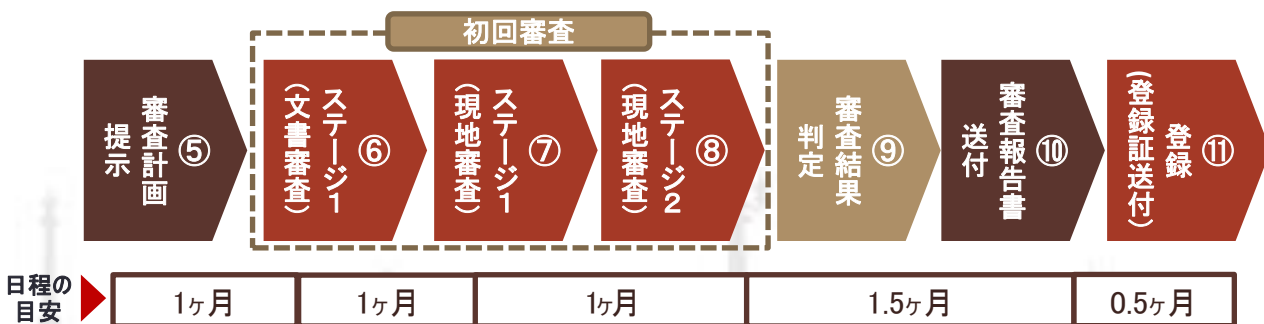 初回審査
⑤
審査計画
提示
⑥
ステージ1
(文書審査)
⑦
ステージ1
(現地審査)
⑧
ステージ2
(現地審査)
⑨
審査結果
判定
⑩
審査報告書
送付
⑪
登録
(登録証送付)
日程の
目安
1ヶ月
1ヶ月
1ヶ月
1.5ヶ月
0.5ヶ月